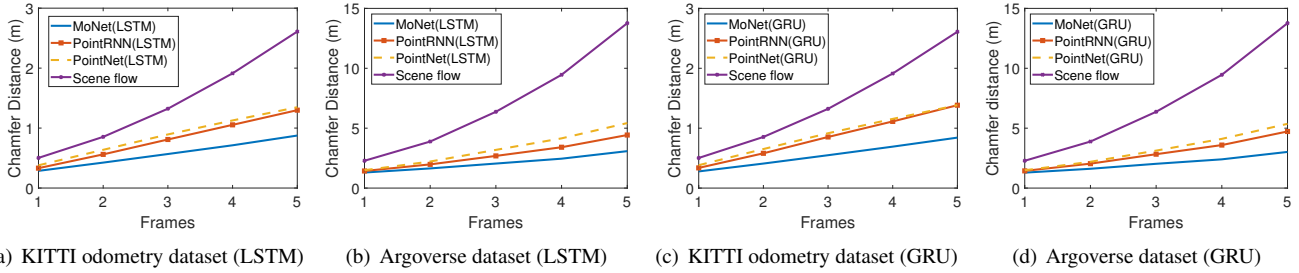 Chamfer Distance (m)
3
2
1
0
MoNet(LSTM)
PointRNN(LSTM)
PointNet(LSTM)
Scene flow
1 2 3 4 5
Frames
) KITTI odometry dataset (LSTM)
Chamfer Distance (m)
15
10
5
0
MoNet(LSTM)
PointRNN(LSTM)
PointNet(LSTM)
Scene flow
1 2 3 4 5
Frames
(b) Argoverse dataset (LSTM)
Chamfer Distance (m)
3
2
1
0
MoNet(GRU)
PointRNN(GRU)
PointNet(GRU)
Scene flow
1 2 3 4 5
Frames
(c) KITTI odometry dataset (GRU)
Chamfer distance (m)
15
10
5
0
MoNet(GRU)
PointRNN(GRU)
PointNet(GRU)
Scene flow
1 2 3 4 5
Frames
(d) Argoverse dataset (GRU)